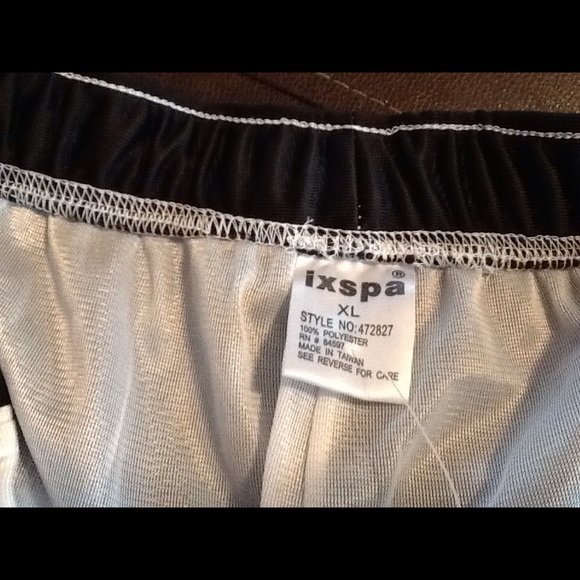 ixspa®
XL
STYLE NO:472827
100% POLYESTER
RN # 84597
MADE IN TAIWAN
SEE REVERSE FOR CARE